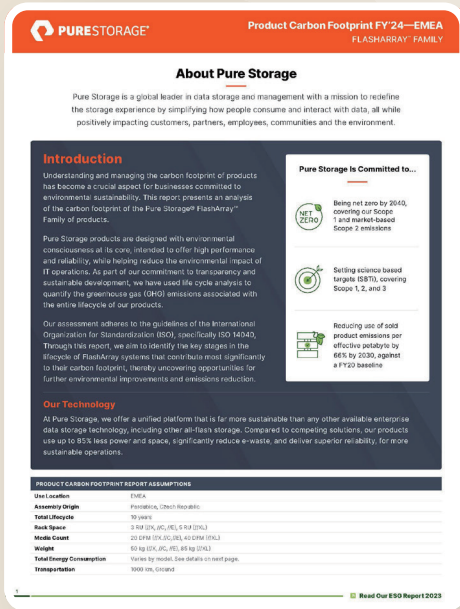 PURESTORAGE®
Product Carbon Footprint FY'24—EMEA
FLASHARRAY™ FAMILY
About Pure Storage
Pure Storage is a global leader in data storage and management with a mission to redefine
the storage experience by simplifying how people consume and interact with data, all while
positively impacting customers, partners, employees, communities and the environment.
Introduction
Understanding and managing the carbon footprint of products
has become a crucial aspect for businesses committed to
environmental sustainability. This report presents an analysis
of the carbon footprint of the Pure Storage® FlashArray™
Family of products.
Pure Storage products are designed with environmental
consciousness at its core, intended to offer high performance
and reliability, while helping reduce the environmental impact of
IT operations. As part of our commitment to transparency and
sustainable development, we have used life cycle analysis to
quantify the greenhouse gas (GHG) emissions associated with
the entire lifecycle of our products.
Our assessment adheres to the guidelines of the International
Organization for Standardization (ISO), specifically ISO 14040.
Through this report, we aim to identify the key stages in the
lifecycle of FlashArray systems that contribute most significantly
to their carbon footprint, thereby uncovering opportunities for
further environmental improvements and emissions reduction.
Pure Storage Is Committed to...
NET
ZERO
Being net zero by 2040,
covering our Scope
1 and market-based
Scope 2 emissions
Setting science based
targets (SBTi), covering
Scope 1, 2, and 3
Reducing use of sold
product emissions per
effective petabyte by
66% by 2030, against
a FY20 baseline
Our Technology
At Pure Storage, we offer a unified platform that is far more sustainable than any other available enterprise
data storage technology, including other all-flash storage. Compared to competing solutions, our products
use up to 85% less power and space, significantly reduce e-waste, and deliver superior reliability, for more
sustainable operations.
PRODUCT CARBON FOOTPRINT REPORT ASSUMPTIONS
Use Location EMEA
Assembly Origin Pardubice, Czech Republic
Total Lifecycle 10 years
Rack Space 3 RU (//X, //C, //E), 5 RU (//XL)
Media Count 20 DFM (//X, //C, //E), 40 DFM (//XL)
Weight 50 kg (//X, //C, //E), 85 kg (//XL)
Total Energy Consumption Varies by model. See details on next page.
Transportation 1000 km, Ground
1
Read Our ESG Report 2023